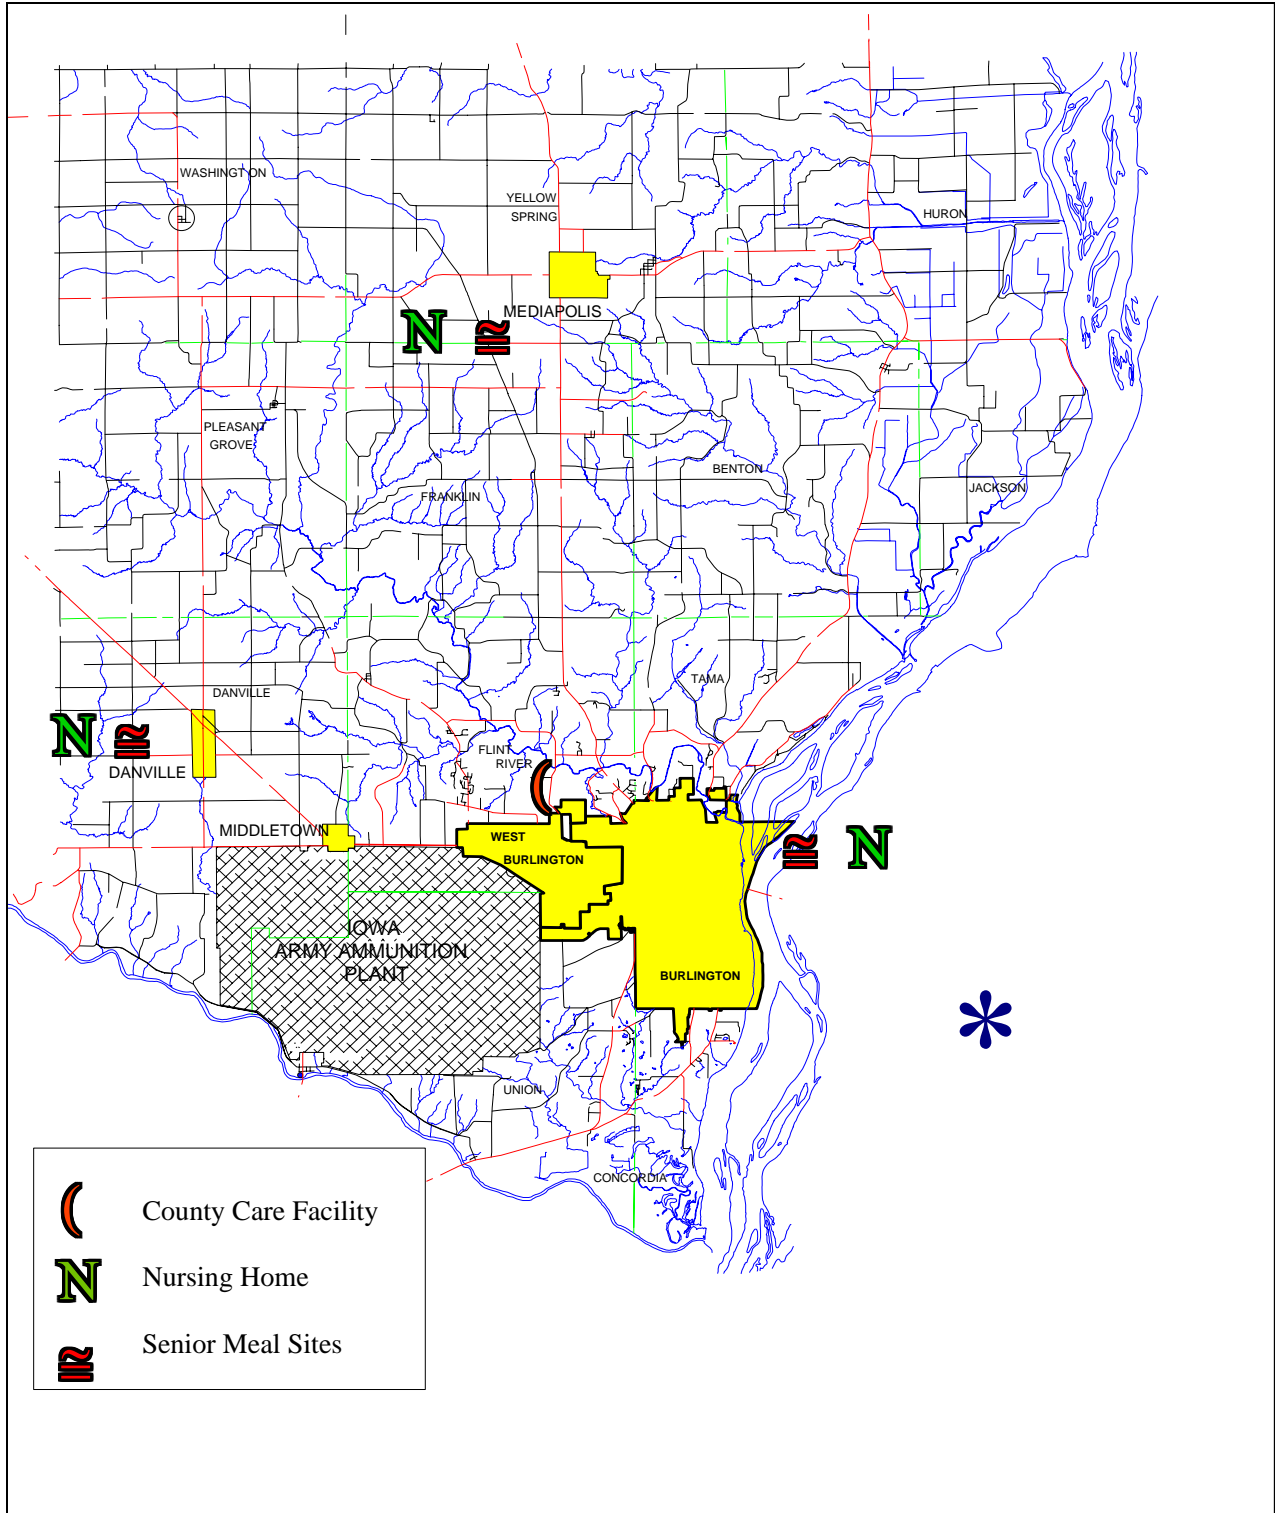 WASHINGTON
YELLOW
SPRING
HURON
MEDIAPOLIS
N
PLEASANT
GROVE
BENTON
FRANKLIN
JACKSON
TAMA
DANVILLE
N
FLINT
RIVER
DANVILLE
MIDDLETOWN
WEST
BURLINGTON
N
IOWA
ARMY AMMUNITION
PLANT
BURLINGTON
*
UNION
CONCORDIA
( County Care Facility
N Nursing Home
≅ Senior Meal Sites